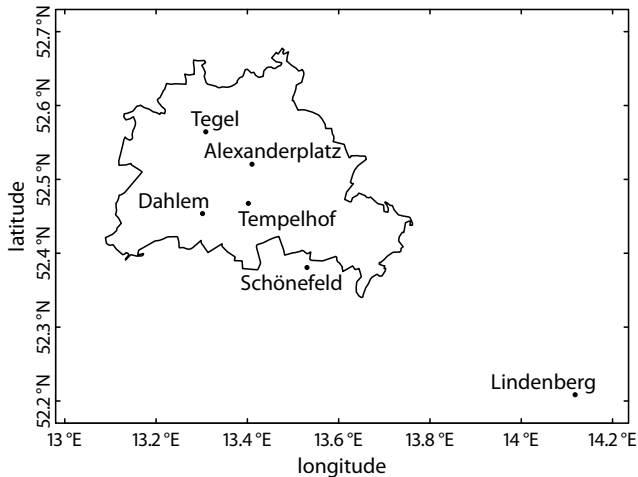 52.7°N
52.6°N
52.5°N
52.4°N
52.3°N
52.2°N
latitude
Tegel
Alexanderplatz
Dahlem
Tempelhof
Schönefeld
Lindenberg
13 °E
13.2 °E
13.4 °E
13.6 °E
13.8 °E
14 °E
14.2 °E
longitude